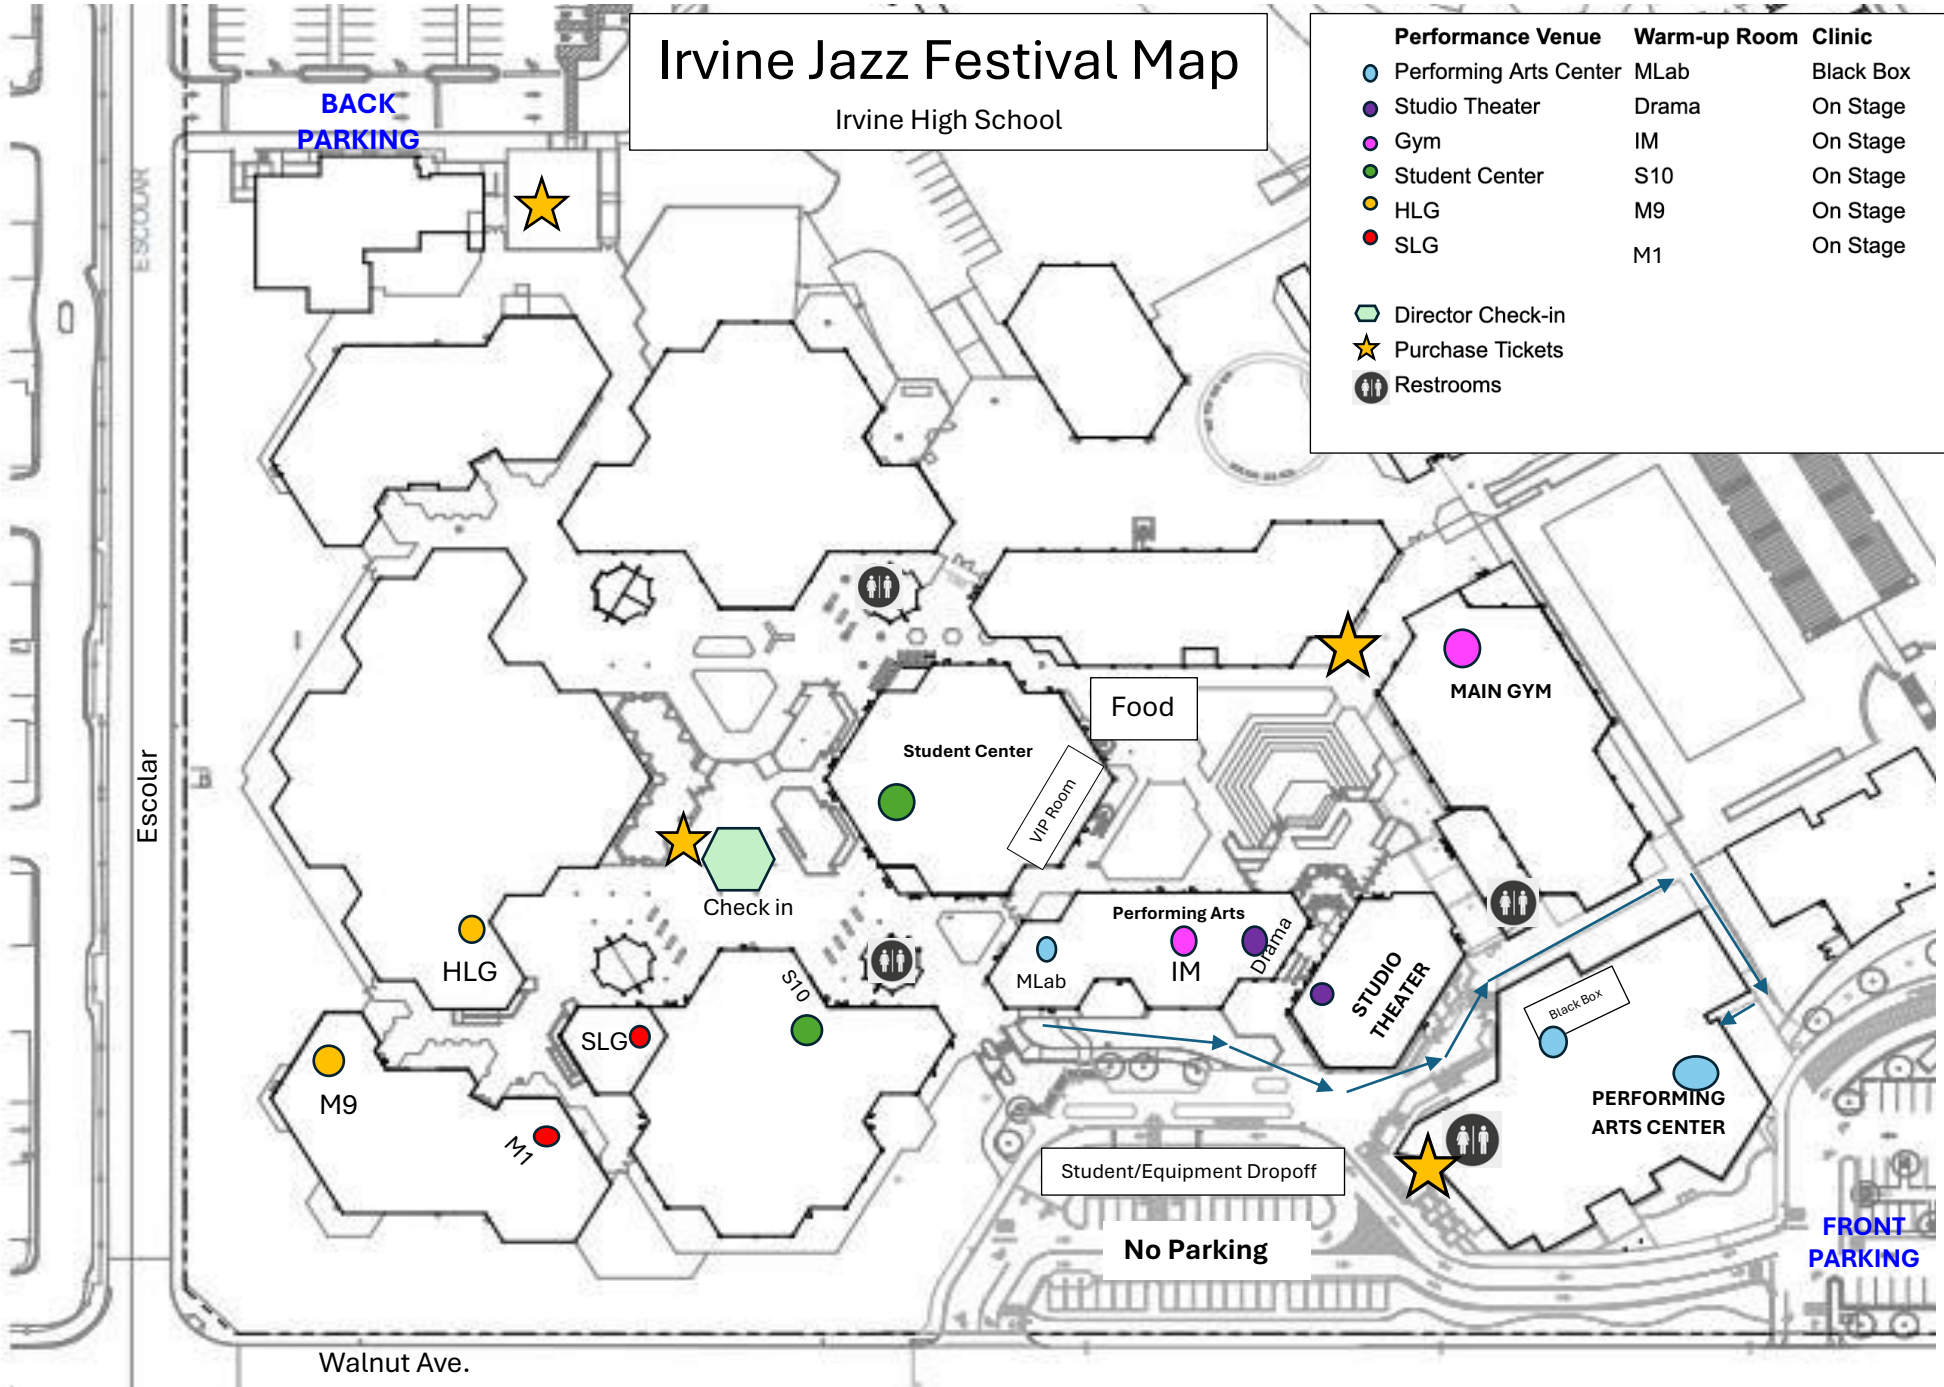 Irvine Jazz Festival Map
Irvine High School
Performance Venue Warm-up Room Clinic
Performing Arts Center MLab Black Box
Studio Theater Drama On Stage
Gym IM On Stage
Student Center S10 On Stage
HLG M9 On Stage
SLG M1 On Stage
Director Check-in
Purchase Tickets
Restrooms
BACK
PARKING
ESCOLAR
Escolar
Food
MAIN GYM
Student Center
VIP Room
Check in
Performing Arts
MLab
IM
Drama
STUDIO
THEATER
Black Box
PERFORMING
ARTS CENTER
HLG
S10
SLG
M9
M1
Student/Equipment Dropoff
No Parking
FRONT
PARKING
Walnut Ave.